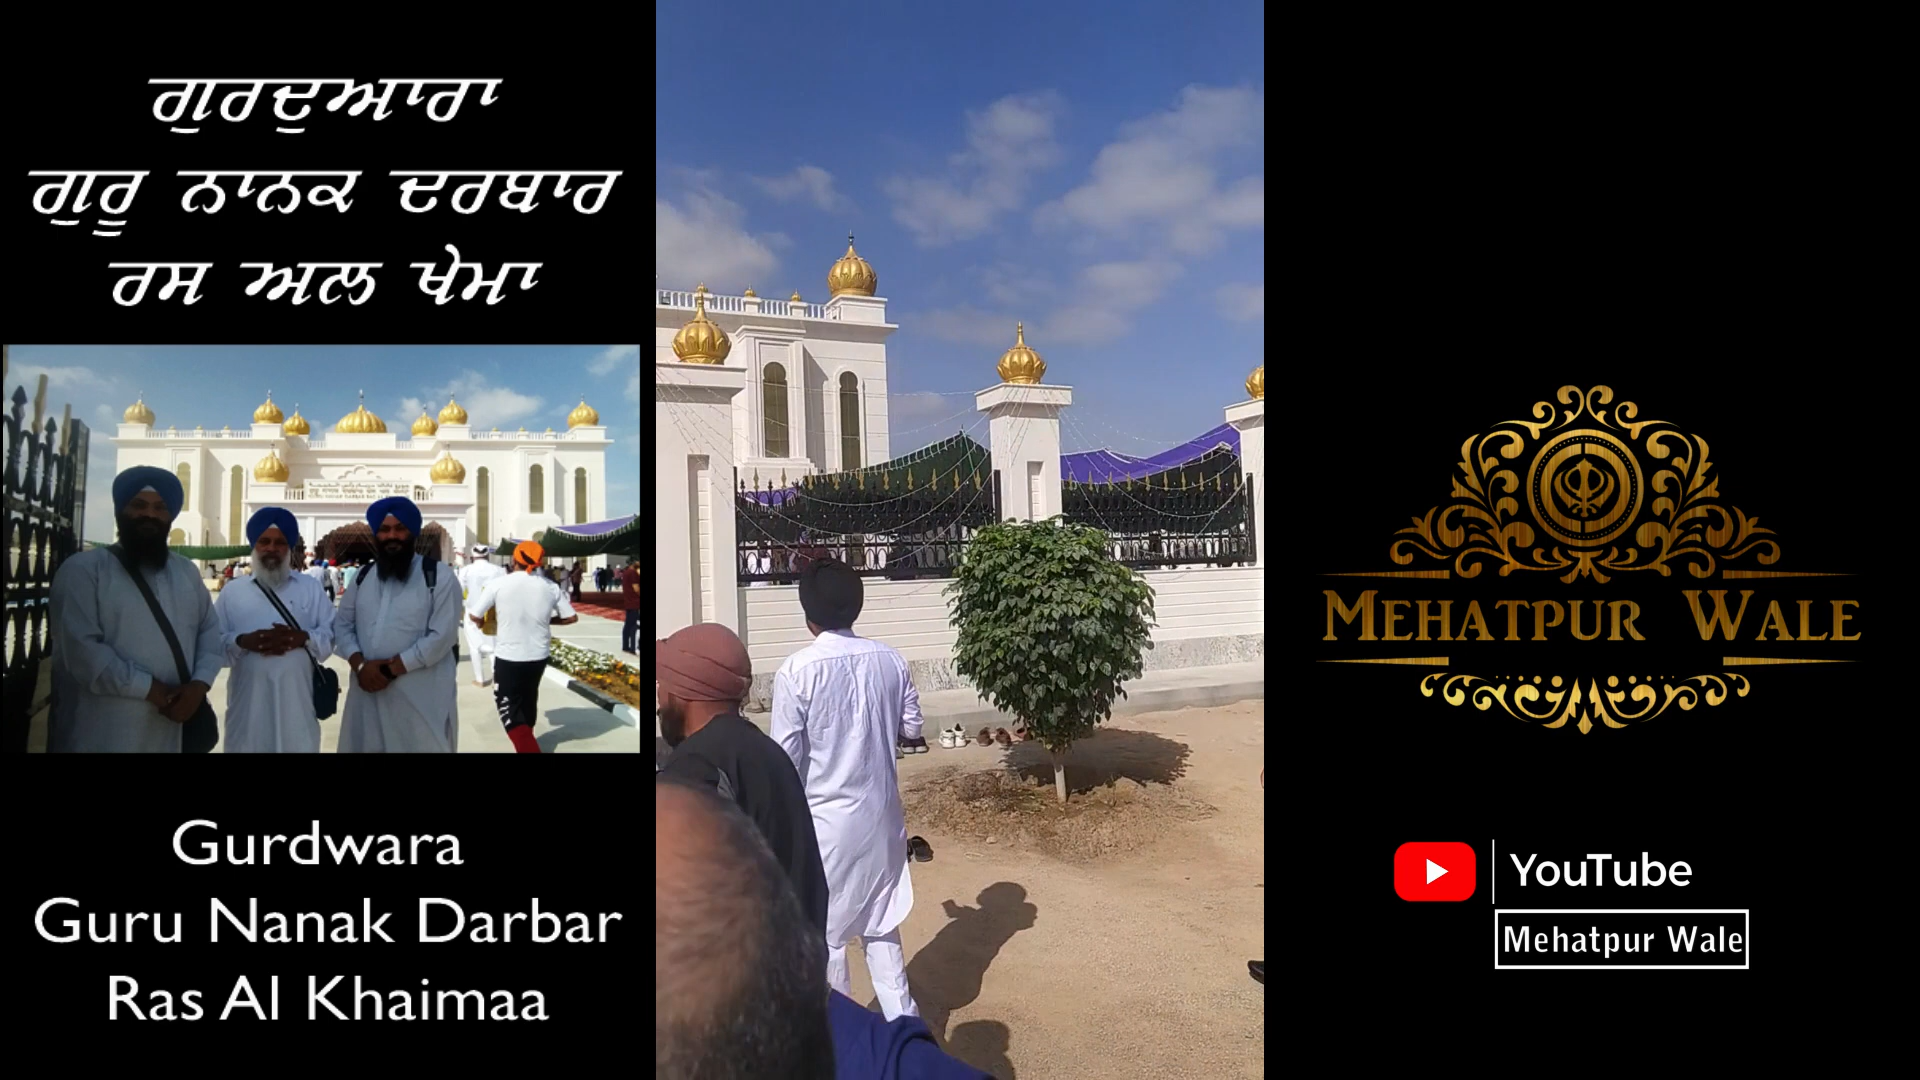 ਗੁਰਦੁਆਰਾ
ਗੁਰੂ ਨਾਨਕ ਦਰਬਾਰ
ਰਸ ਅਲ ਖੇਮਾ
Gurdwara
Guru Nanak Darbar
Ras Al Khaimaa
MEHATPUR WALE
YouTube
Mehatpur Wale